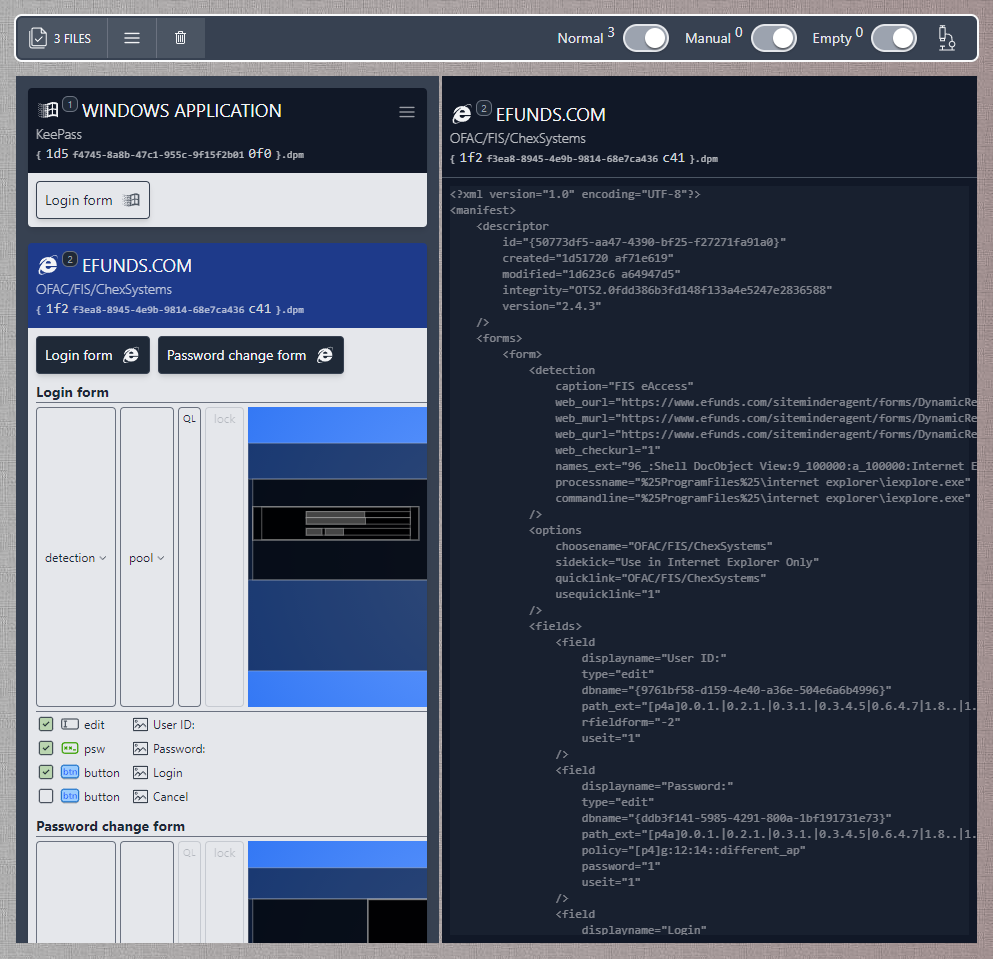 3 FILES
Normal 3
Manual 0
Empty 0
1 WINDOWS APPLICATION
KeePass
{ 1d5 f4745-8a8b-47c1-955c-9f15f2b01 0f0 }.dpm
Login form
2 EFUNDS.COM
OFAC/FIS/ChexSystems
{ 1f2 f3ea8-8945-4e9b-9814-68e7ca436 c41 }.dpm
Login form
Password change form
Login form
detection
pool
QL
lock
edit User ID:
psw Password:
btn button Login
btn button Cancel
Password change form
QL
lock
2 EFUNDS.COM
OFAC/FIS/ChexSystems
{ 1f2 f3ea8-8945-4e9b-9814-68e7ca436 c41 }.dpm
<?xml version="1.0" encoding="UTF-8"?>
<manifest>
<descriptor
id="{50773df5-aa47-4390-bf25-f27271fa91a0}"
created="1d51720 af71e619"
modified="1d623c6 a64947d5"
integrity="OTS2.0fdd386b3fd148f133a4e5247e2836588"
version="2.4.3"
/>
<forms>
<form>
<detection
caption="FIS eAccess"
web_ourl="https://www.efunds.com/siteminderagent/forms/DynamicRe
web_murl="https://www.efunds.com/siteminderagent/forms/DynamicRe
web_qurl="https://www.efunds.com/siteminderagent/forms/DynamicRe
web_checkurl="1"
names_ext="96_:Shell DocObject View:9_100000:a_100000:Internet E
processname="%25ProgramFiles%25\internet explorer\iexplore.exe"
commandline="%25ProgramFiles%25\internet explorer\iexplore.exe"
/>
<options
choosename="OFAC/FIS/ChexSystems"
sidekick="Use in Internet Explorer Only"
quicklink="OFAC/FIS/ChexSystems"
usequicklink="1"
/>
<fields>
<field
displayname="User ID:"
type="edit"
dbname="{9761bf58-d159-4e40-a36e-504e6a6b4996}"
path_ext="[p4a]0.0.1.|0.2.1.|0.3.1.|0.3.4.5|0.6.4.7|1.8..|1.
rfieldform="-2"
useit="1"
/>
<field
displayname="Password:"
type="edit"
dbname="{ddb3f141-5985-4291-800a-1bf191731e73}"
path_ext="[p4a]0.0.1.|0.2.1.|0.3.1.|0.3.4.5|0.6.4.7|1.8..|1.
policy="[p4]g:12:14::different_ap"
password="1"
useit="1"
/>
<field
displayname="Login"